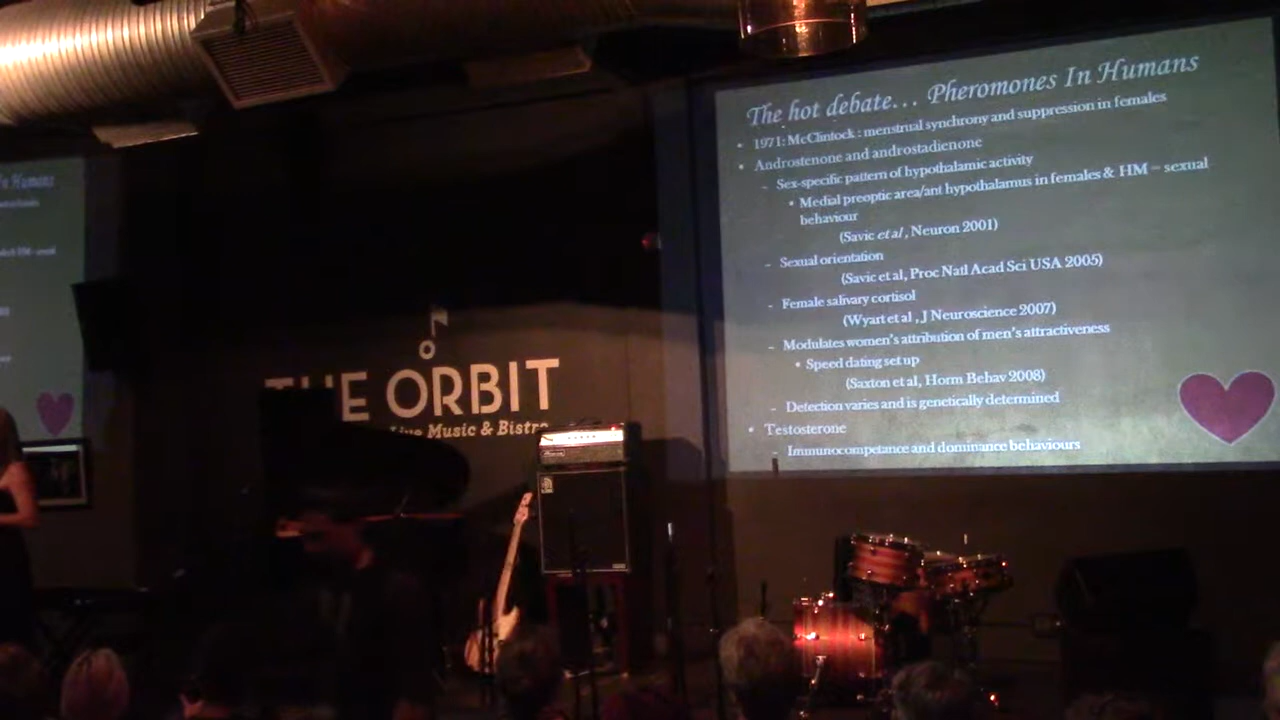 The hot debate... Pheromones In Humans
• 1971: McClintock : menstrual synchrony and suppression in females
• Androstenone and androstadienone
– Sex-specific pattern of hypothalamic activity
• Medial preoptic area/ant hypothalamus in females & HM – sexual
behaviour
(Savic et al , Neuron 2001)
– Sexual orientation
(Savic et al, Proc Natl Acad Sci USA 2005)
– Female salivary cortisol
(Wyart et al , J Neuroscience 2007)
– Modulates women's attribution of men's attractiveness
• Speed dating set up
(Saxton et al, Horm Behav 2008)
– Detection varies and is genetically determined
• Testosterone
– Immunocompetance and dominance behaviours
In Humans
THE ORBIT
Live Music & Bistro